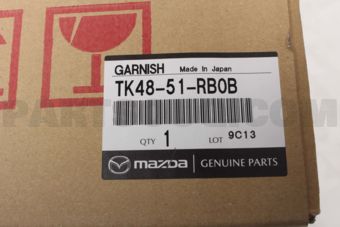 GARNISH Made In Japan
TK48-51-RB0B
QTY 1 LOT 9C13
mazda GENUINE PARTS